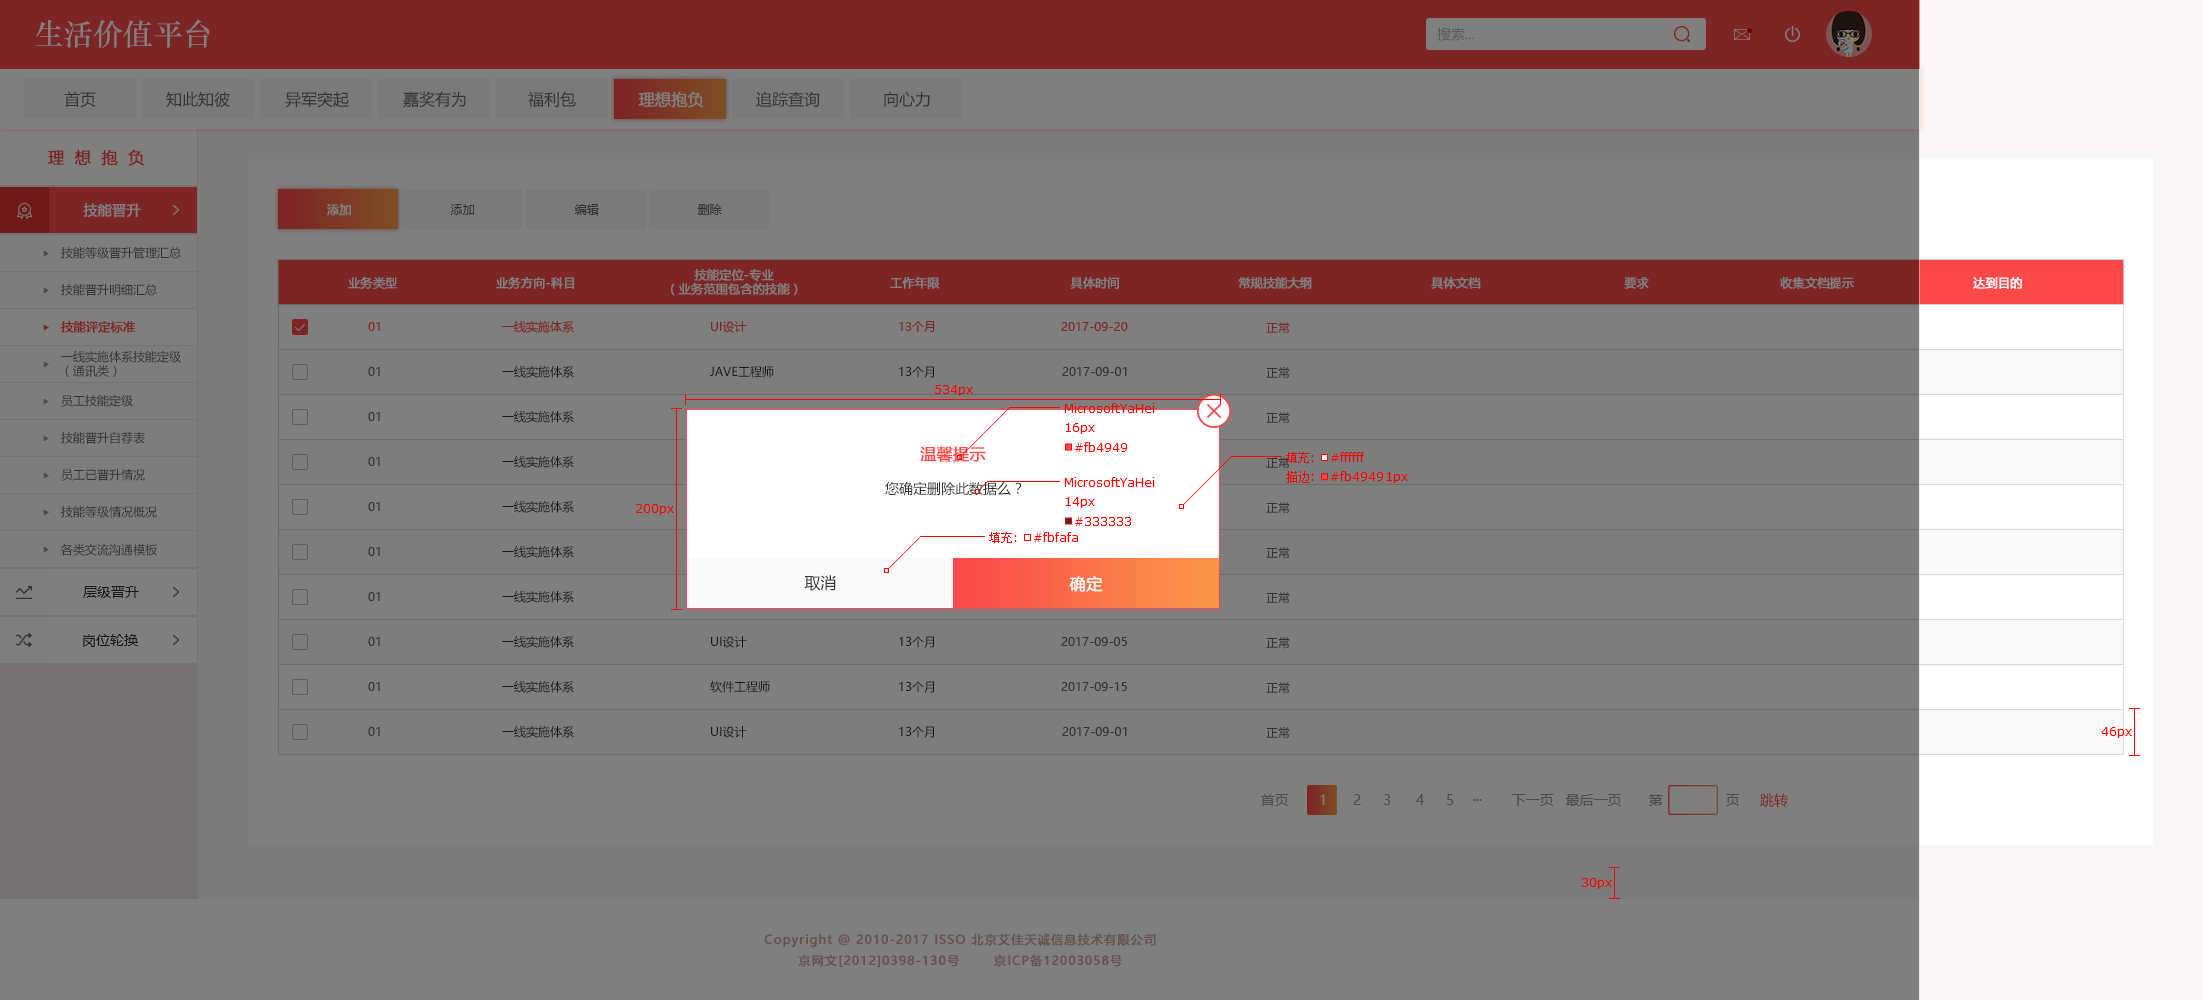 生活价值平台
搜索...
首页 知此知彼 异军突起 嘉奖有为 福利包 理想抱负 追踪查询 向心力
理想抱负
技能晋升
技能等级晋升管理汇总
技能晋升明细汇总
技能评定标准
一线实施体系技能定级
（通讯类）
员工技能定级
技能晋升自荐表
员工已晋升情况
技能等级情况概况
各类交流沟通模板
层级晋升
岗位轮换
添加 添加 编辑 删除
业务类型 业务方向-科目 技能定位-专业 工作年限 具体时间 常规技能大纲 具体文档 要求 收集文档提示 达到目的
（业务范围包含的技能）
01 一线实施体系 UI设计 13个月 2017-09-20 正常
01 一线实施体系 JAVE工程师 13个月 2017-09-01 正常
01 一线实施体系 正常
01 一线实施体系 正常
01 一线实施体系 正常
01 一线实施体系 正常
01 一线实施体系 正常
01 一线实施体系 UI设计 13个月 2017-09-05 正常
01 一线实施体系 软件工程师 13个月 2017-09-15 正常
01 一线实施体系 UI设计 13个月 2017-09-01 正常
534px
200px
温馨提示
您确定删除此数据么？
MicrosoftYaHei
16px
#fb4949
MicrosoftYaHei
14px
#333333
填充: #fbfafa
填充: #ffffff
描边: #fb49491px
取消 确定
46px
首页 1 2 3 4 5 ... 下一页 最后一页 第 页 跳转
30px
Copyright @ 2010-2017 ISSO 北京艾佳天诚信息技术有限公司
京网文[2012]0398-130号 京ICP备12003058号